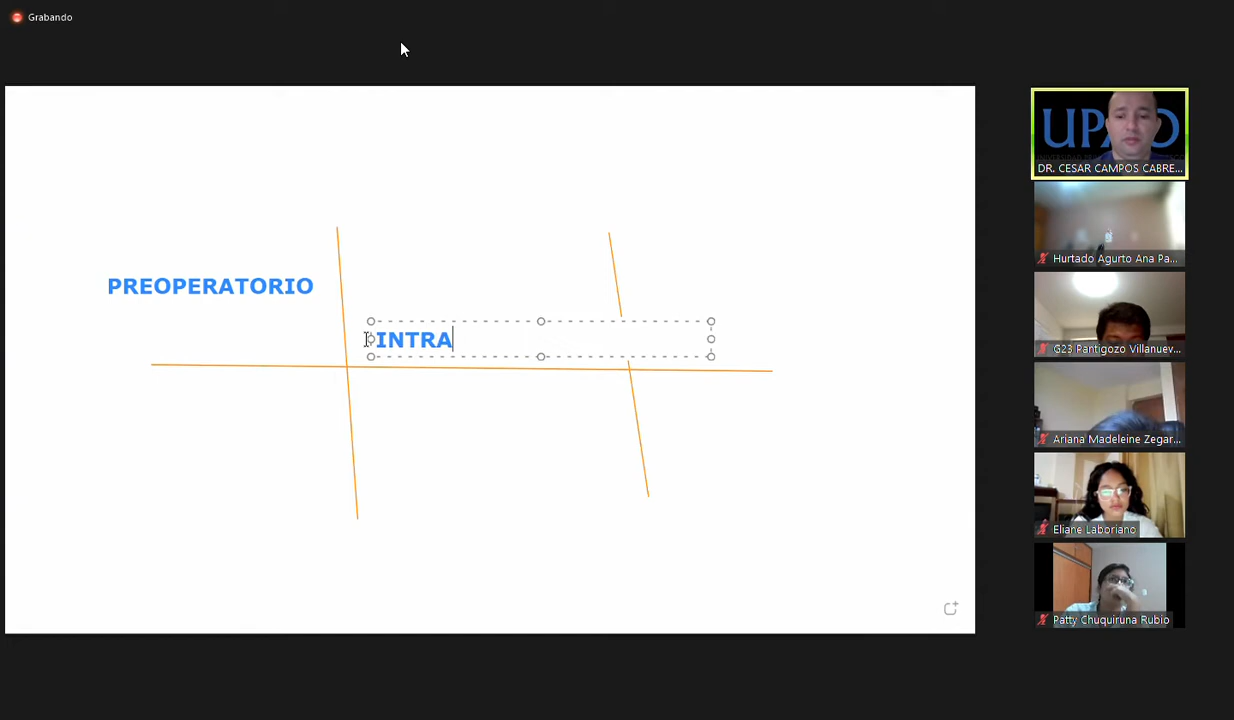 Grabando
PREOPERATORIO
INTRA
DR. CESAR CAMPOS CABRE...
Hurtado Agurto Ana Pa...
G23 Pantigozo Villanuev...
Ariana Madeleine Zegar...
Eliane Laboriano
Patty Chuquiruna Rubio